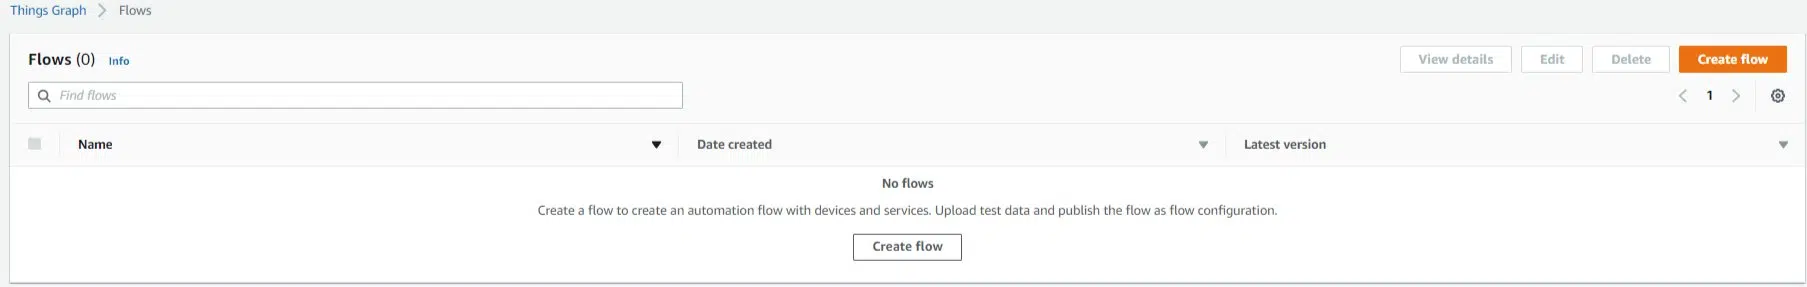 Things Graph > Flows
Flows (0) Info
View details Edit Delete Create flow
Find flows
< 1 >
Name Date created Latest version
No flows
Create a flow to create an automation flow with devices and services. Upload test data and publish the flow as flow configuration.
Create flow